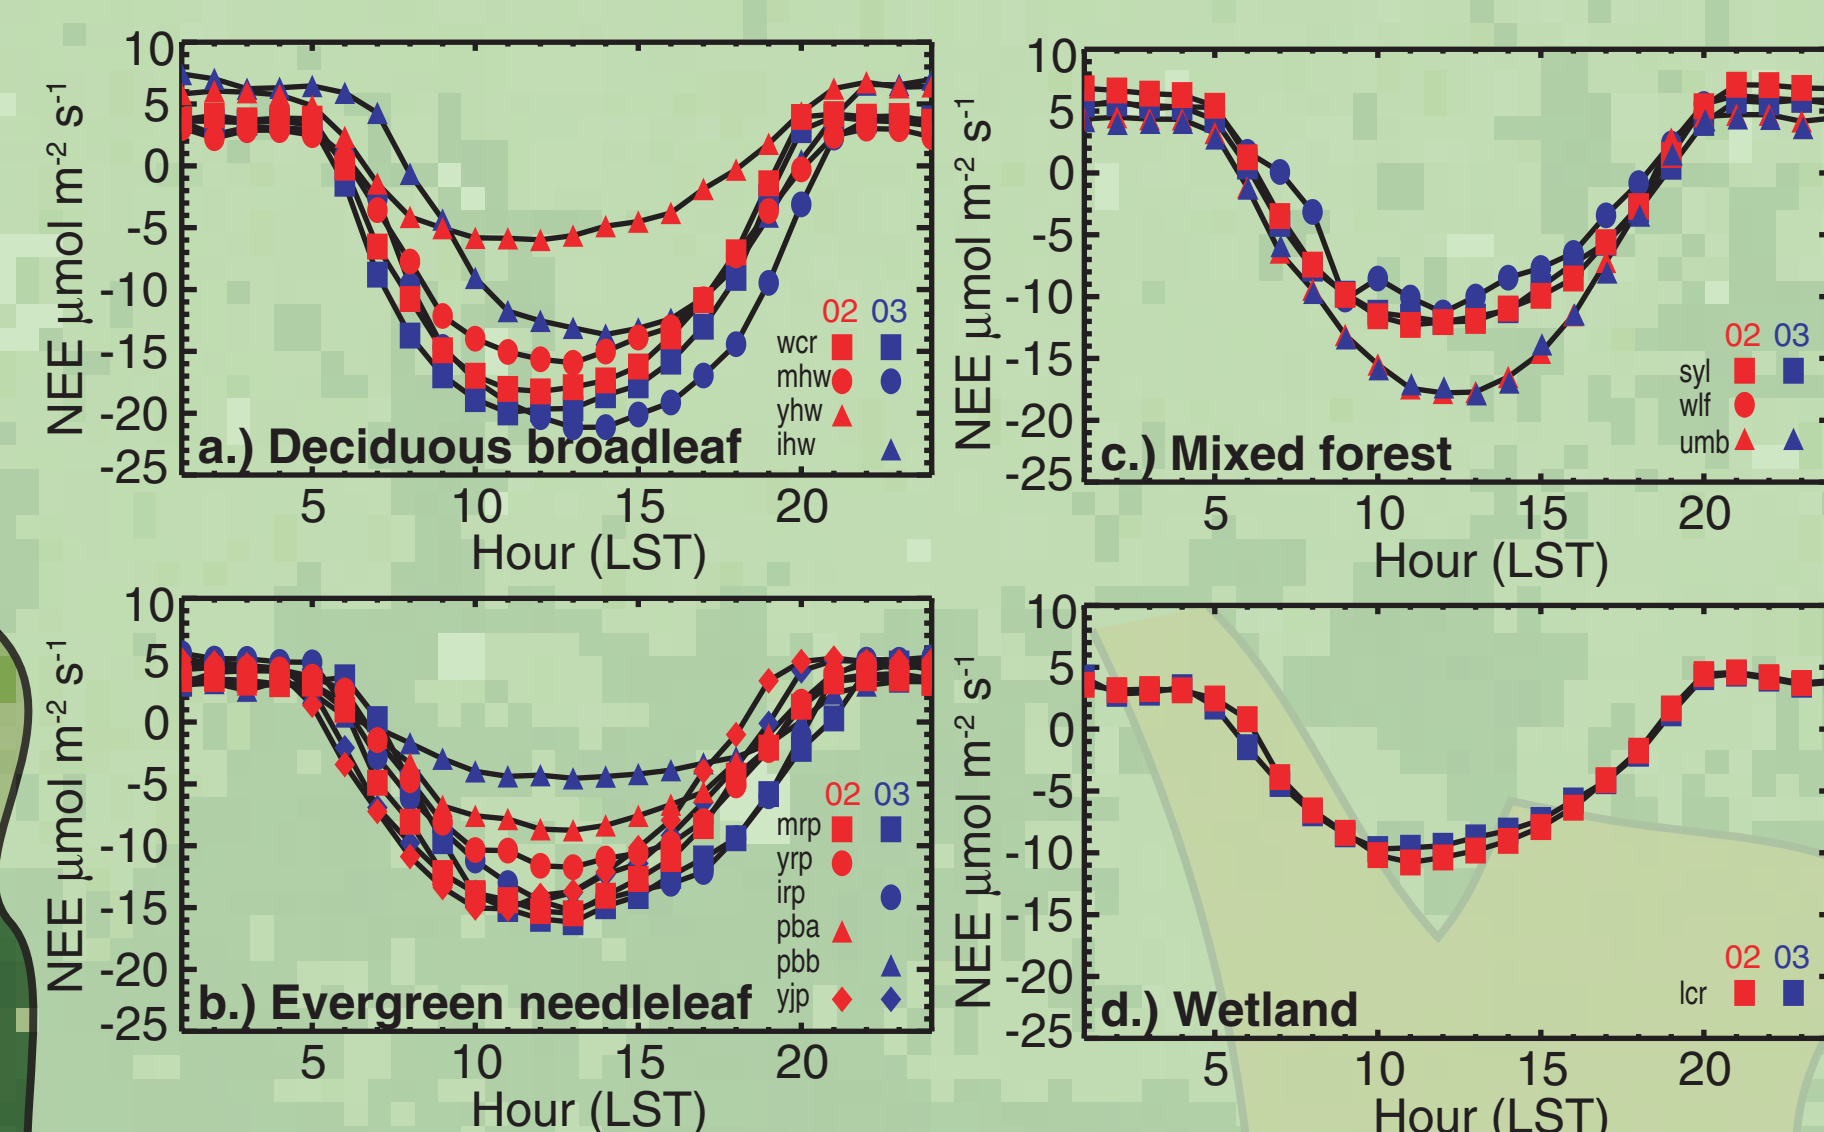 10
5
0
-5
-10
-15
-20
-25
NEE µmol m-2 s-1
02 03
wcr
mhw
yhw
ihw
a.) Deciduous broadleaf
5 10 15 20
Hour (LST)
10
5
0
-5
-10
-15
-20
-25
NEE µmol m-2 s-1
02 03
syl
wlf
umb
c.) Mixed forest
5 10 15 20
Hour (LST)
10
5
0
-5
-10
-15
-20
-25
NEE µmol m-2 s-1
02 03
mrp
yrp
irp
pba
pbb
yjp
b.) Evergreen needleleaf
5 10 15 20
Hour (LST)
10
5
0
-5
-10
-15
-20
-25
NEE µmol m-2 s-1
02 03
lcr
d.) Wetland
5 10 15 20
Hour (LST)